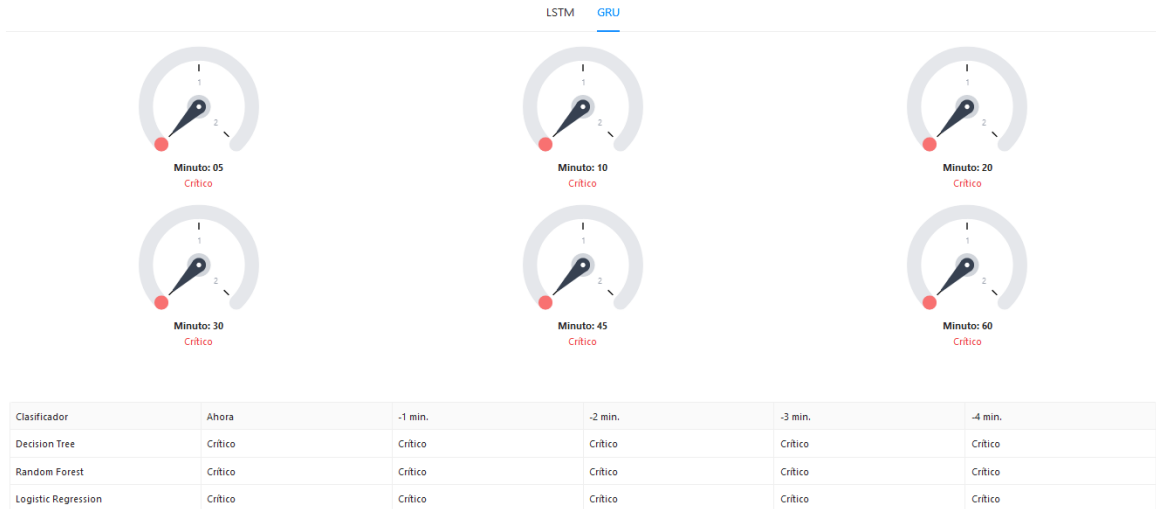 LSTM GRU
1 1 1
2 2 2
Minuto: 05 Minuto: 10 Minuto: 20
Crítico Crítico Crítico
1 1 1
2 2 2
Minuto: 30 Minuto: 45 Minuto: 60
Crítico Crítico Crítico
Clasificador Ahora -1 min. -2 min. -3 min. -4 min.
Decision Tree Crítico Crítico Crítico Crítico Crítico
Random Forest Crítico Crítico Crítico Crítico Crítico
Logistic Regression Crítico Crítico Crítico Crítico Crítico